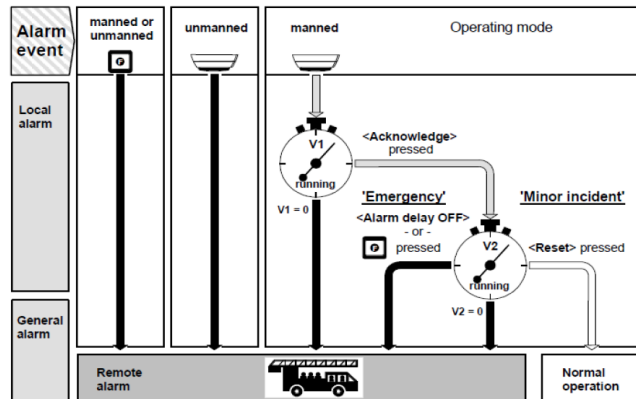 Alarm
event
manned or
unmanned
unmanned
manned
Operating mode
Local
alarm
V1
running
<Acknowledge>
pressed
V1 = 0
'Emergency'
<Alarm delay OFF>
- or -
pressed
'Minor incident'
V2
running
<Reset> pressed
V2 = 0
General
alarm
Remote
alarm
Normal
operation